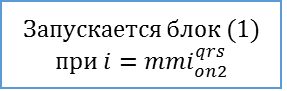 Запускается блок (1)
при i = mmi^{qrs}_{on2}